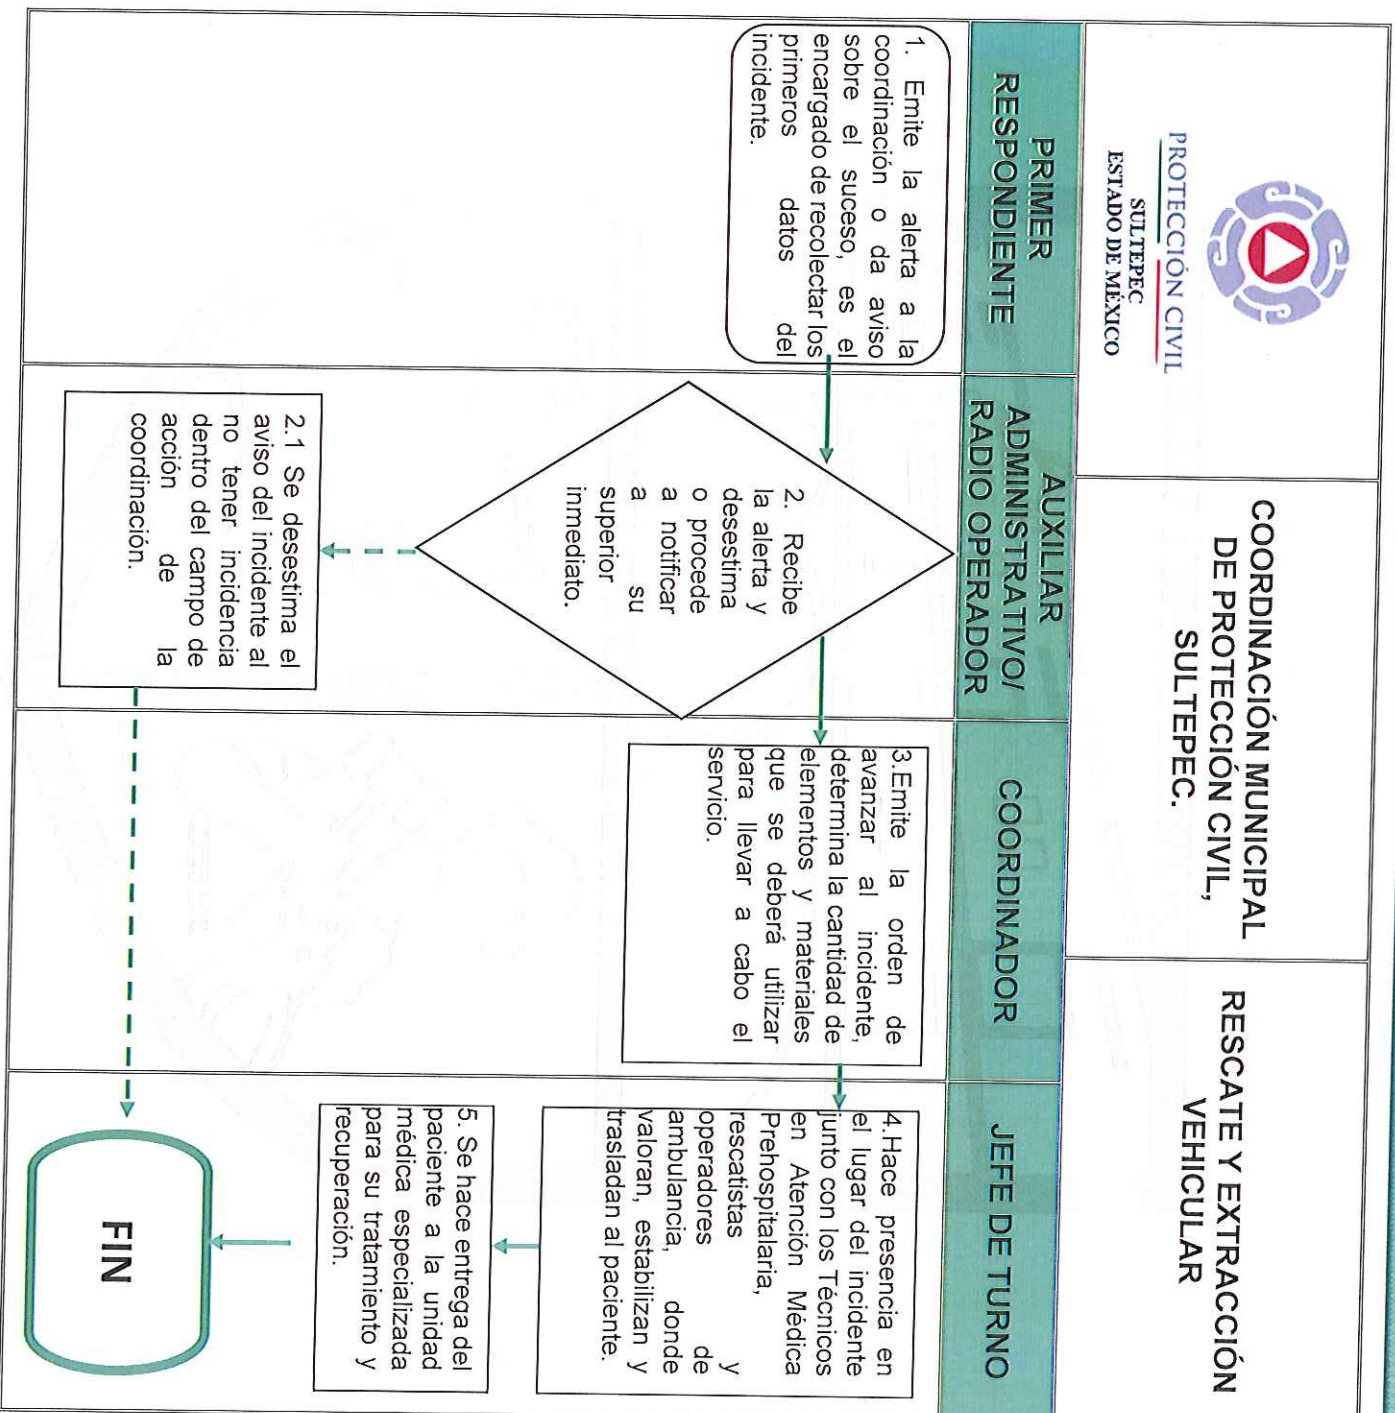 PROTECCIÓN CIVIL
SULTEPEC
ESTADO DE MÉXICO
COORDINACIÓN MUNICIPAL
DE PROTECCIÓN CIVIL,
SULTEPEC.
RESCATE Y EXTRACCIÓN
VEHICULAR
PRIMER
RESPONDIENTE
AUXILIAR
ADMINISTRATIVO/
RADIO OPERADOR
COORDINADOR
JEFE DE TURNO
1. Emite la alerta a la
coordinación o da aviso
sobre el suceso, es el
encargado de recolectar los
primeros datos del
incidente.
2. Recibe
la alerta y
desestima
o procede
a notificar
a su
superior
inmediato.
2.1 Se desestima el
aviso del incidente al
no tener incidencia
dentro del campo de
acción de la
coordinación.
3.Emite la orden de
avanzar al incidente,
determina la cantidad de
elementos y materiales
que se deberá utilizar
para llevar a cabo el
servicio.
4.Hace presencia en
el lugar del incidente
junto con los Técnicos
en Atención Médica
Prehospitalaria,
rescatistas y
operadores de
ambulancia, donde
valoran, estabilizan y
trasladan al paciente.
5. Se hace entrega del
paciente a la unidad
médica especializada
para su tratamiento y
recuperación.
FIN